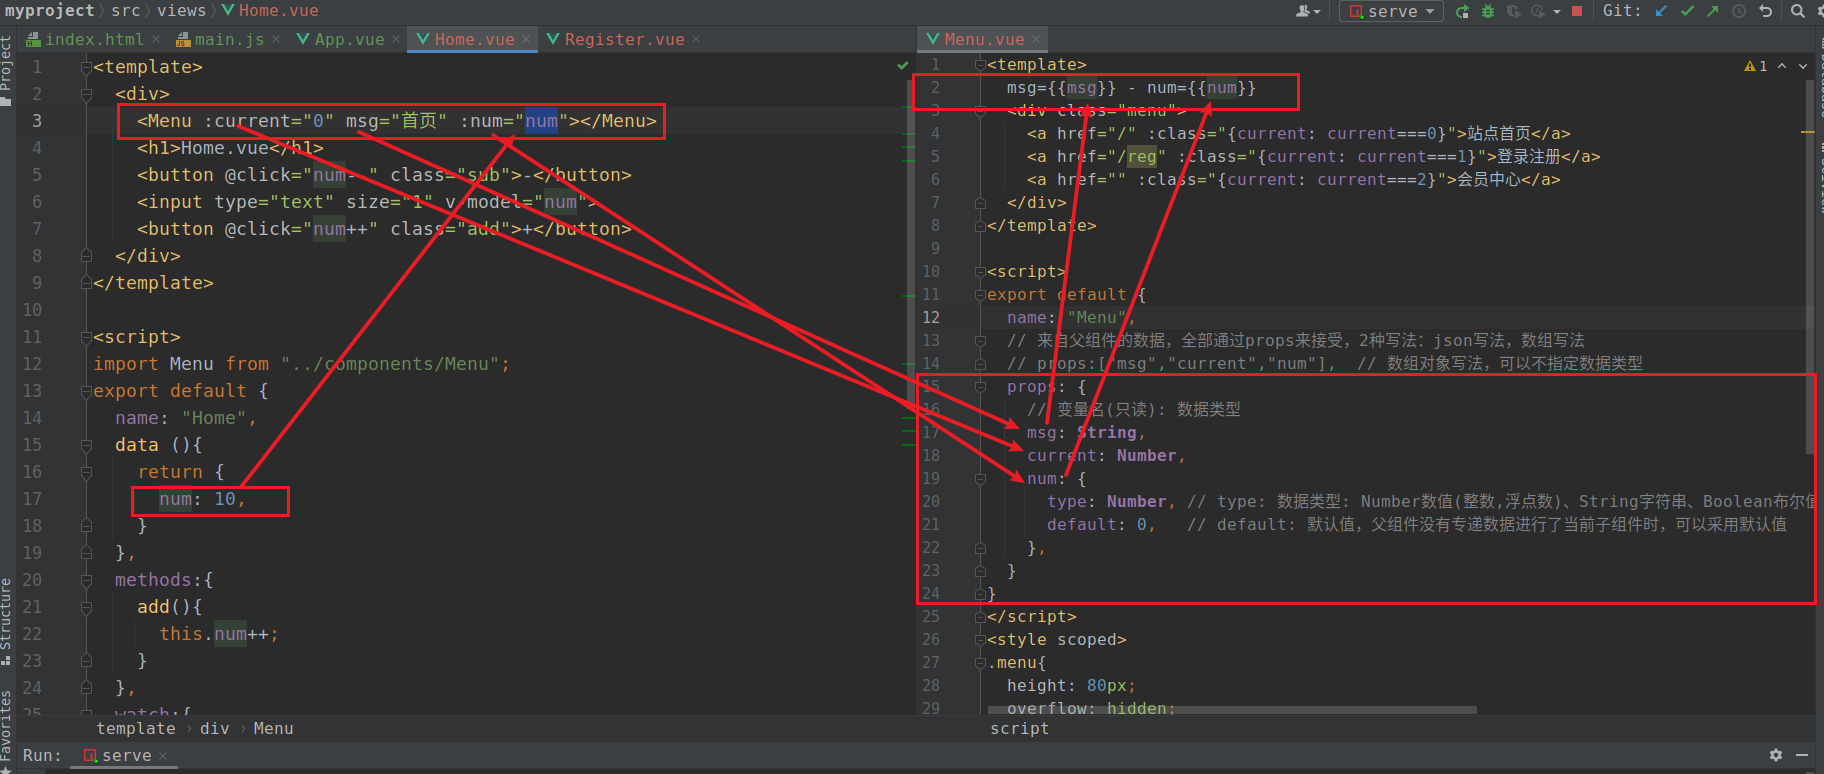 myproject 〉 src 〉 views 〉 Home.vue
serve
Git:
index.html
main.js
App.vue
Home.vue
Register.vue
Menu.vue
Project
1 <template>
2 <div>
3 <Menu :current="0" msg="首页" :num="num"></Menu>
4 <h1>Home.vue</h1>
5 <button @click="num--" class="sub">-</button>
6 <input type="text" size="1" v-model="num">
7 <button @click="num++" class="add">+</button>
8 </div>
9 </template>
10
11 <script>
12 import Menu from "../components/Menu";
13 export default {
14 name: "Home",
15 data (){
16 return {
17 num: 10,
18 }
19 },
20 methods:{
21 add(){
22 this.num++;
23 }
24 },
25 watch:{
template 〉 div 〉 Menu
1 <template>
2 msg={{msg}} - num={{num}}
3 <div class="menu">
4 <a href="/" :class="{current: current===0}">站点首页</a>
5 <a href="/reg" :class="{current: current===1}">登录注册</a>
6 <a href="" :class="{current: current===2}">会员中心</a>
7 </div>
8 </template>
9
10 <script>
11 export default {
12 name: "Menu",
13 // 来自父组件的数据，全部通过props来接受，2种写法：json写法，数组写法
14 // props:["msg","current","num"], // 数组对象写法，可以不指定数据类型
15 props: {
16 // 变量名(只读): 数据类型
17 msg: String,
18 current: Number,
19 num: {
20 type: Number, // type: 数据类型: Number数值(整数,浮点数)、String字符串、Boolean布尔值
21 default: 0, // default: 默认值，父组件没有专递数据进行了当前子组件时，可以采用默认值
22 },
23 }
24 }
25 </script>
26 <style scoped>
27 .menu{
28 height: 80px;
29 overflow: hidden;
script
1
Structure
Favorites
Run:
serve